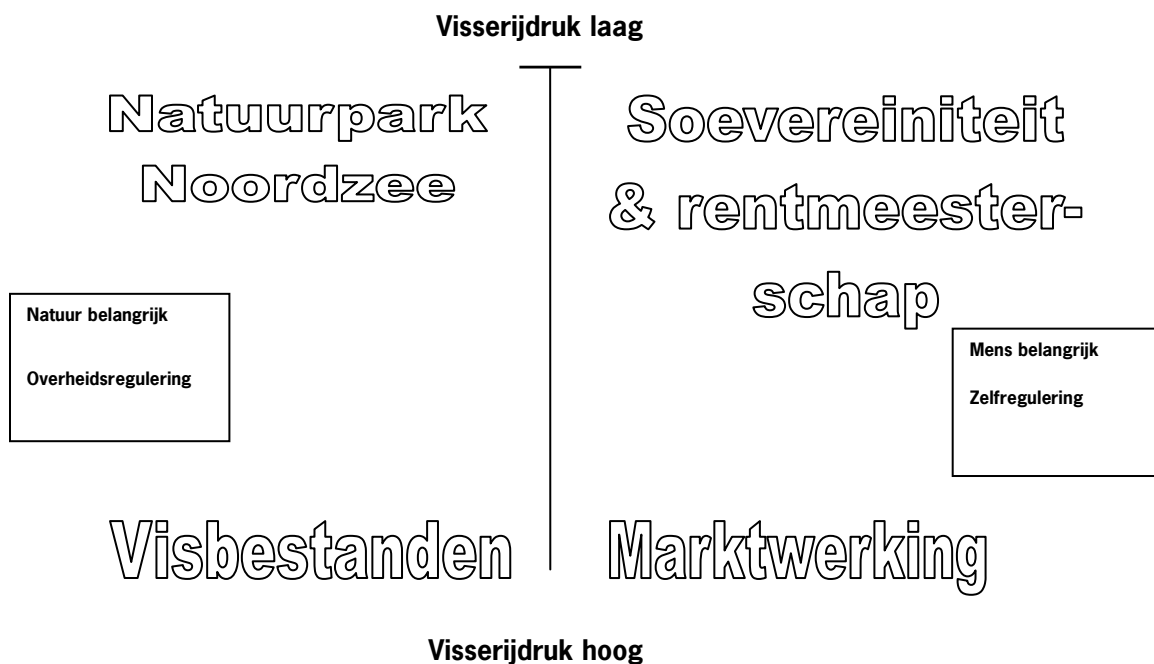 Visserijdruk laag
Natuurpark
Noordzee
Soevereiniteit
& rentmeester-
schap
Natuur belangrijk
Overheidsregulering
Mens belangrijk
Zelfregulering
Visbestanden
Marktwerking
Visserijdruk hoog